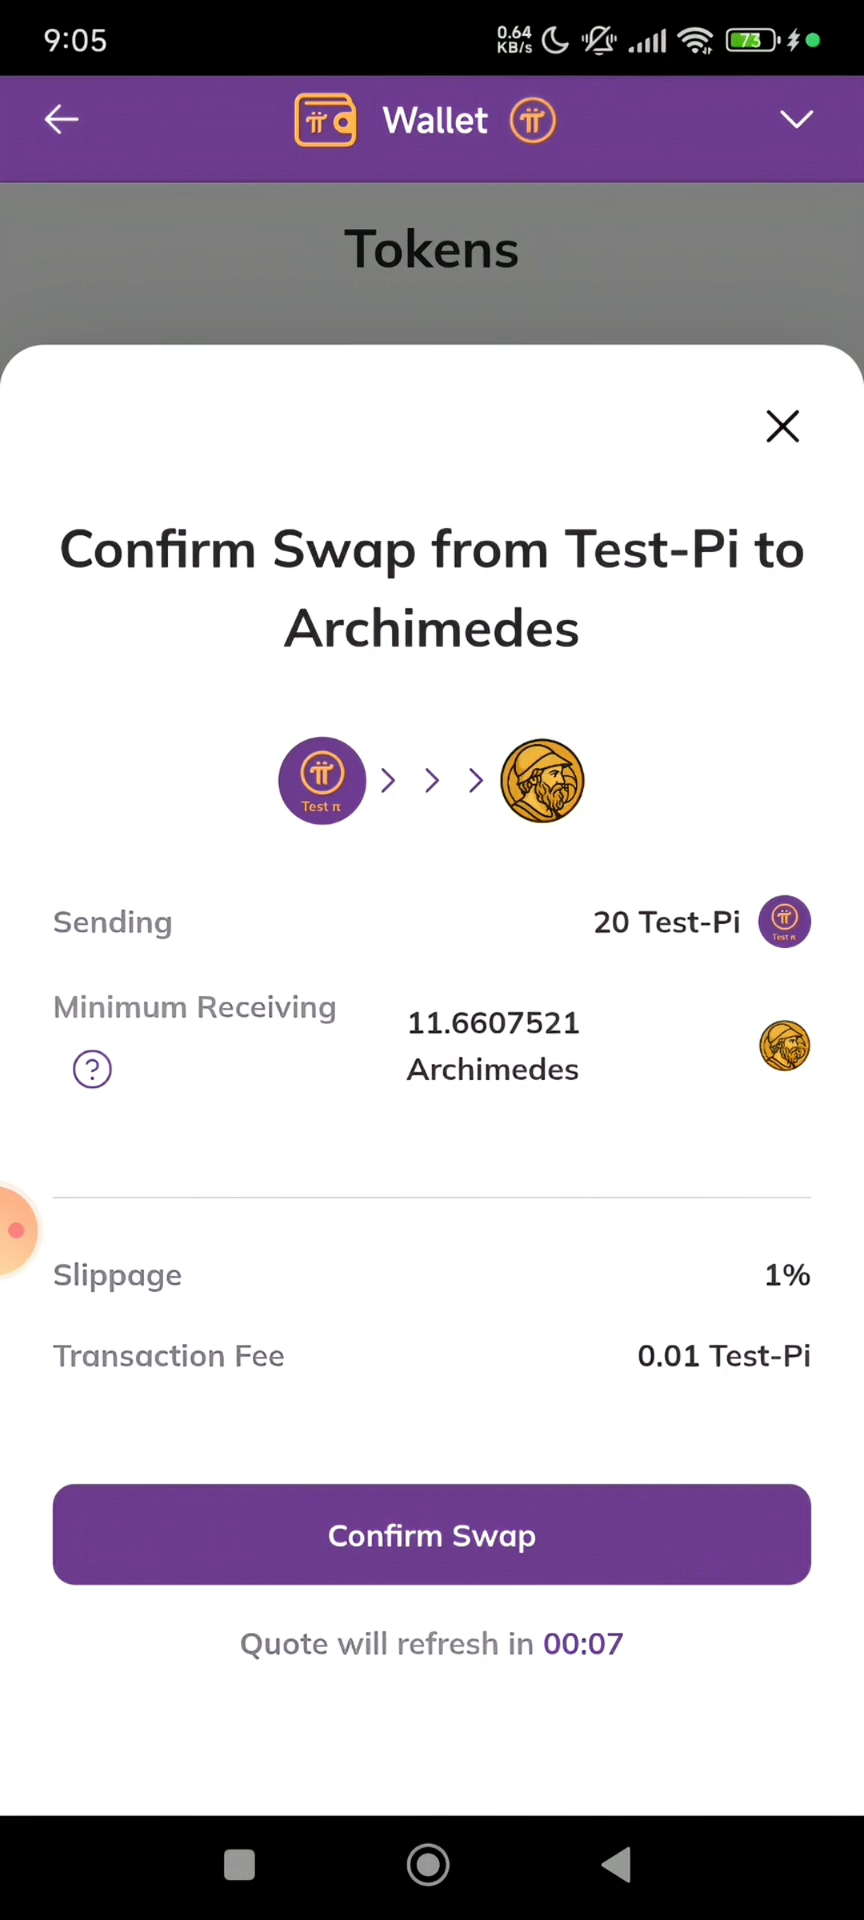 9:05
0.64
KB/s
73
Wallet
Tokens
Confirm Swap from Test-Pi to
Archimedes
Test π
Sending
20 Test-Pi
Test π
Minimum Receiving
11.6607521
Archimedes
?
Slippage
1%
Transaction Fee
0.01 Test-Pi
Confirm Swap
Quote will refresh in 00:07